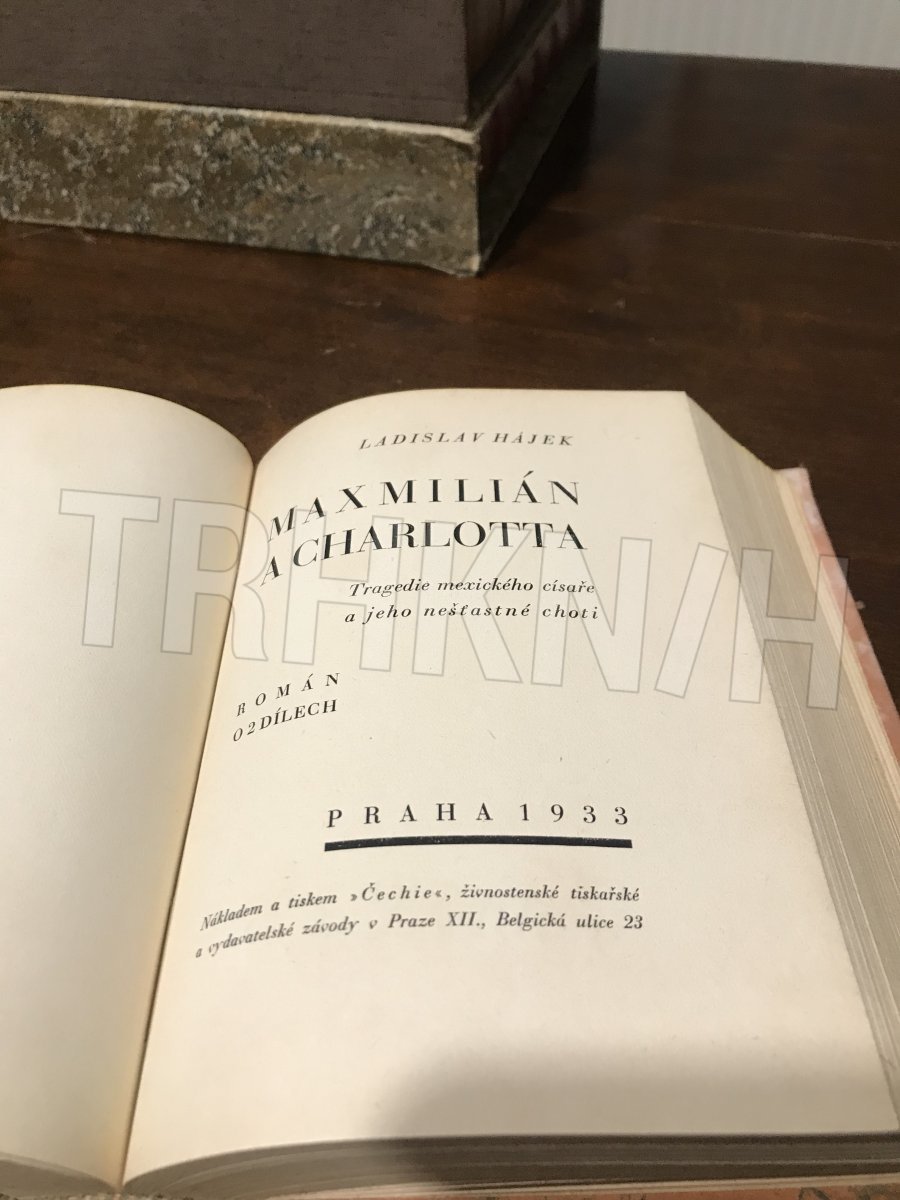 LADISLAV HÁJEK
MAXMILIÁN
A CHARLOTTA
Tragedie mexického císaře
a jeho nešťastné choti
ROMÁN
O 2 DÍLECH
PRAHA 1933
Nákladem a tiskem »Čechie«, živnostenské tiskařské
a vydavatelské závody v Praze XII., Belgická ulice 23
TRHKN/H